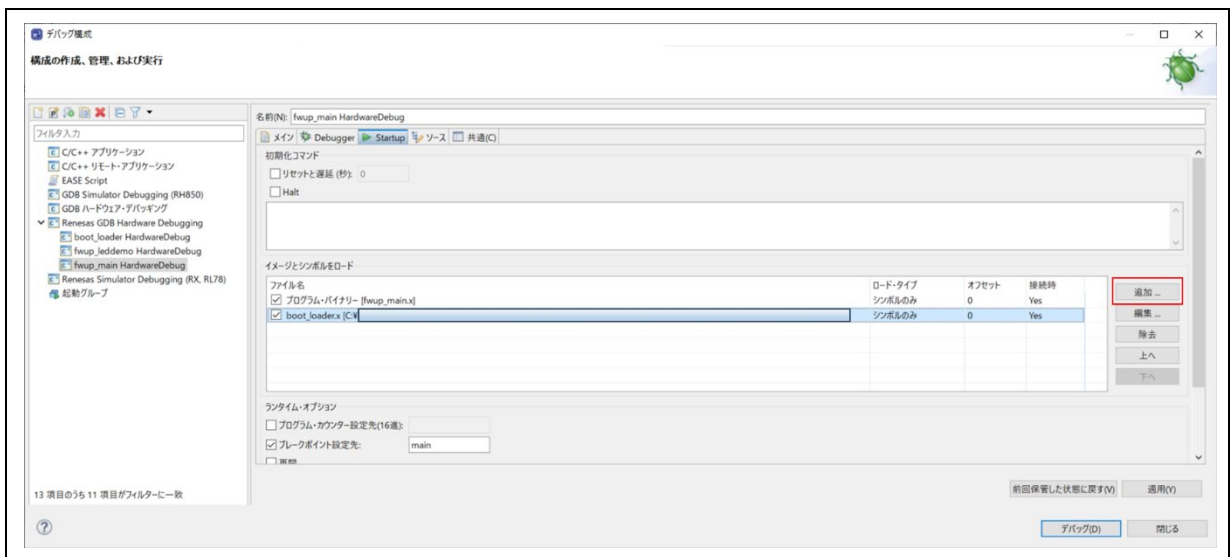 デバッグ構成
構成の作成、管理、および実行
フィルタ入力
C/C++ アプリケーション
C/C++ リモート・アプリケーション
EASE Script
GDB Simulator Debugging (RH850)
GDB ハードウェア・デバッギング
Renesas GDB Hardware Debugging
boot_loader HardwareDebug
fwup_leddemo HardwareDebug
fwup_main HardwareDebug
Renesas Simulator Debugging (RX, RL78)
起動グループ
13 項目のうち 11 項目がフィルターに一致
名前(N): fwup_main HardwareDebug
メイン Debugger Startup ソース 共通(C)
初期化コマンド
リセットと遅延 (秒): 0
Halt
イメージとシンボルをロード
ファイル名 ロード・タイプ オフセット 接続時
プログラム・バイナリー [fwup_main.x] シンボルのみ 0 Yes
boot_loader.x [C:¥ シンボルのみ 0 Yes
追加 ...
編集 ...
除去
上へ
下へ
ランタイム・オプション
プログラム・カウンター設定先(16進):
ブレークポイント設定先: main
再開
前回保管した状態に戻す(V) 適用(Y)
デバッグ(D) 閉じる